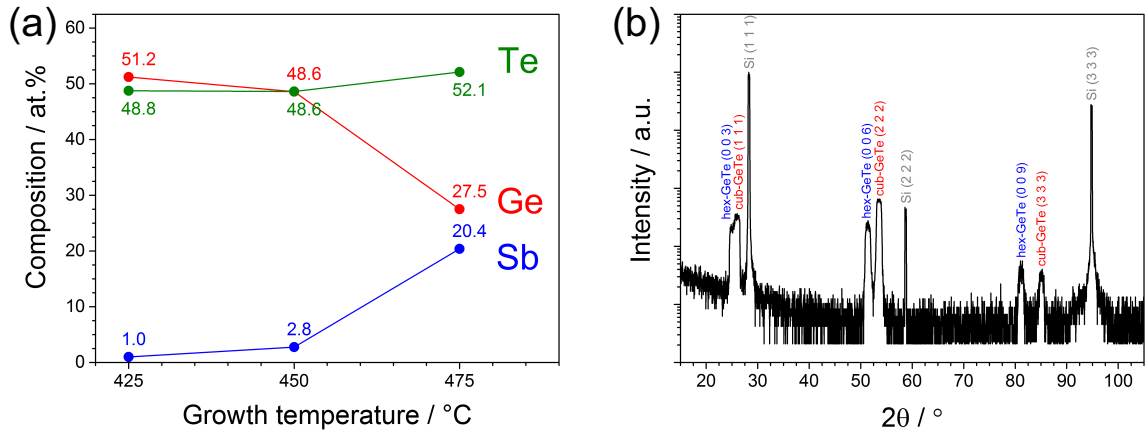 (a)
Composition / at.%
60
50
40
30
20
10
0
51.2
48.8
48.6
48.6
Te
52.1
27.5
Ge
20.4
Sb
1.0
2.8
425
450
475
Growth temperature / °C
(b)
Intensity / a.u.
hex-GeTe (0 0 3)
cub-GeTe (1 1 1)
Si (1 1 1)
hex-GeTe (0 0 6)
cub-GeTe (2 2 2)
Si (2 2 2)
hex-GeTe (0 0 9)
cub-GeTe (3 3 3)
Si (3 3 3)
20
30
40
50
60
70
80
90
100
2θ / °